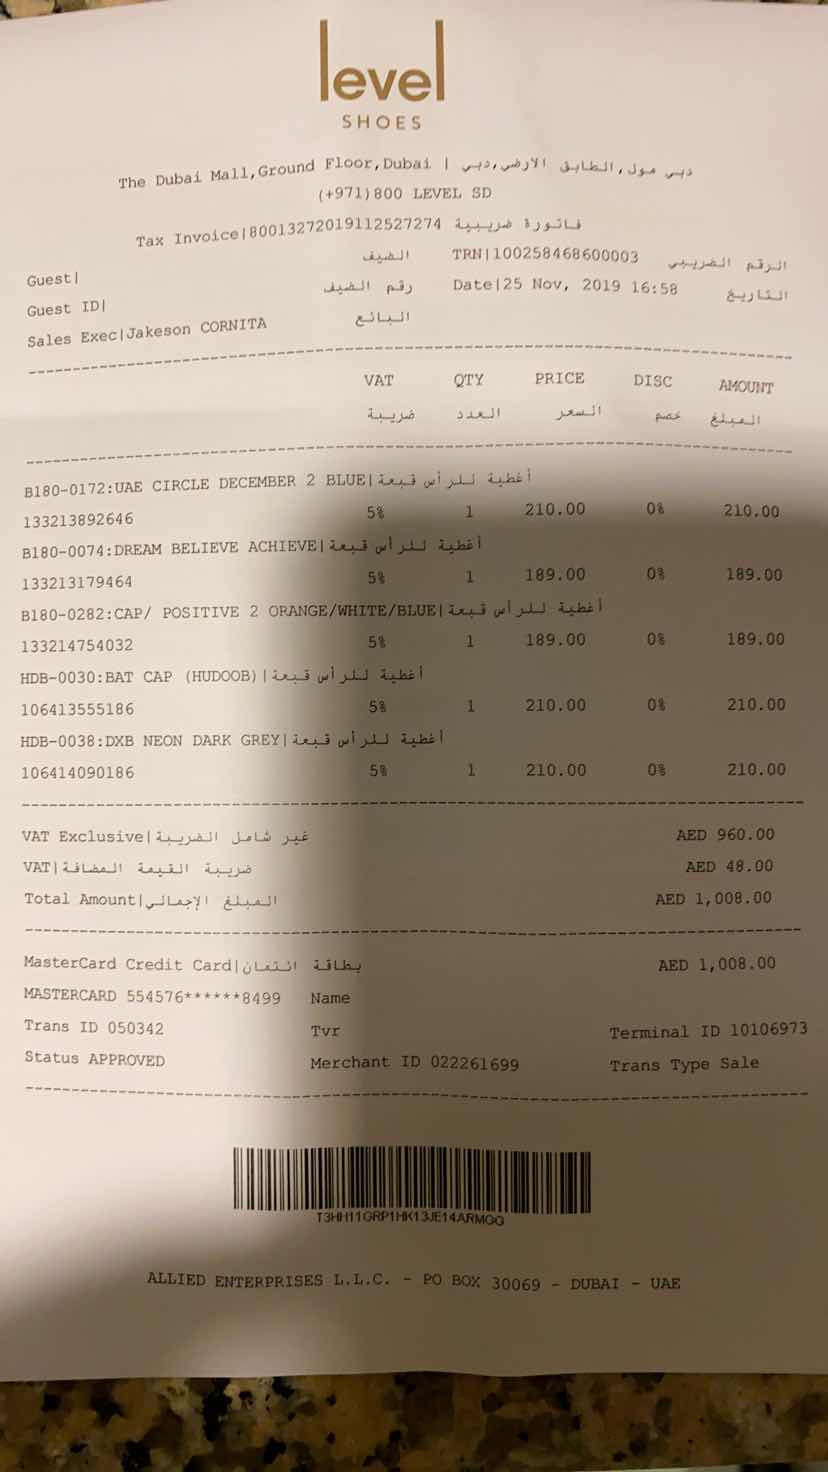 level
SHOES
The Dubai Mall,Ground Floor,Dubai | دبي مول,الطابق الارضي,دبي
(+971)800 LEVEL SD
Tax Invoice|80013272019112527274 فاتورة ضريبية
Guest| الضيف TRN|100258468600003 الرقم الضريبي
Guest ID| رقم الضيف Date|25 Nov, 2019 16:58 التاريخ
Sales Exec|Jakeson CORNITA البائع
VAT QTY PRICE DISC AMOUNT
ضريبة العدد السعر خصم المبلغ
B180-0172:UAE CIRCLE DECEMBER 2 BLUE|أغطية للرأس قبعة
133213892646 5% 1 210.00 0% 210.00
B180-0074:DREAM BELIEVE ACHIEVE|أغطية للرأس قبعة
133213179464 5% 1 189.00 0% 189.00
B180-0282:CAP/ POSITIVE 2 ORANGE/WHITE/BLUE|أغطية للرأس قبعة
133214754032 5% 1 189.00 0% 189.00
HDB-0030:BAT CAP (HUDOOB)|أغطية للرأس قبعة
106413555186 5% 1 210.00 0% 210.00
HDB-0038:DXB NEON DARK GREY|أغطية للرأس قبعة
106414090186 5% 1 210.00 0% 210.00
VAT Exclusive|غير شامل الضريبة AED 960.00
VAT|ضريبة القيمة المضافة AED 48.00
Total Amount|المبلغ الإجمالي AED 1,008.00
MasterCard Credit Card|بطاقة ائتمان AED 1,008.00
MASTERCARD 554576******8499 Name
Trans ID 050342 Tvr Terminal ID 10106973
Status APPROVED Merchant ID 022261699 Trans Type Sale
T3HH11GRP1HK13JE14ARMGG
ALLIED ENTERPRISES L.L.C. - PO BOX 30069 - DUBAI - UAE